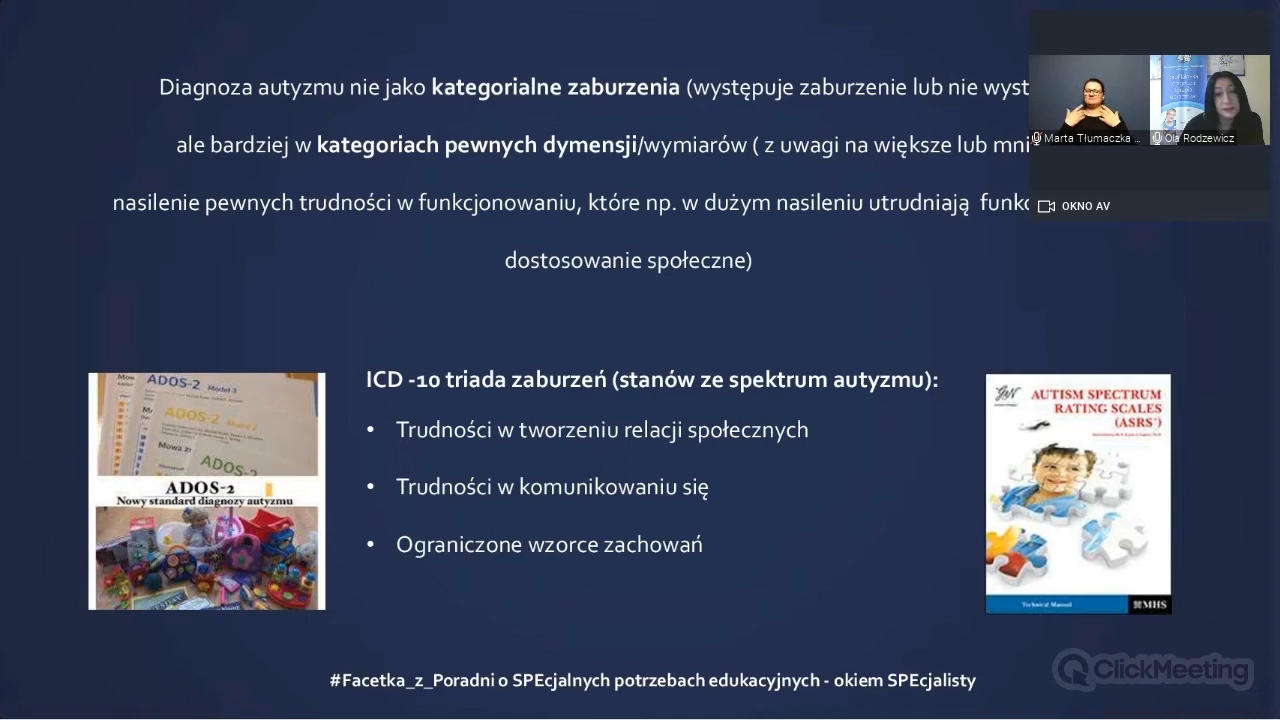 Diagnoza autyzmu nie jako kategorialne zaburzenia (występuje zaburzenie lub nie wyst
ale bardziej w kategoriach pewnych dymensji/wymiarów ( z uwagi na większe lub mni
nasilenie pewnych trudności w funkcjonowaniu, które np. w dużym nasileniu utrudniają funkc
dostosowanie społeczne)
Marta Tłumaczka ...
Ola Rodzewicz
OKNO AV
ICD -10 triada zaburzeń (stanów ze spektrum autyzmu):
• Trudności w tworzeniu relacji społecznych
• Trudności w komunikowaniu się
• Ograniczone wzorce zachowań
ADOS-2 Moduł 3
ADOS-2
ADOS-2
ADOS-2
Nowy standard diagnozy autyzmu
AUTISM SPECTRUM
RATING SCALES
(ASRS™)
Technical Manual
MHS
#Facetka_z_Poradni o SPEcjalnych potrzebach edukacyjnych - okiem SPEcjalisty
ClickMeeting